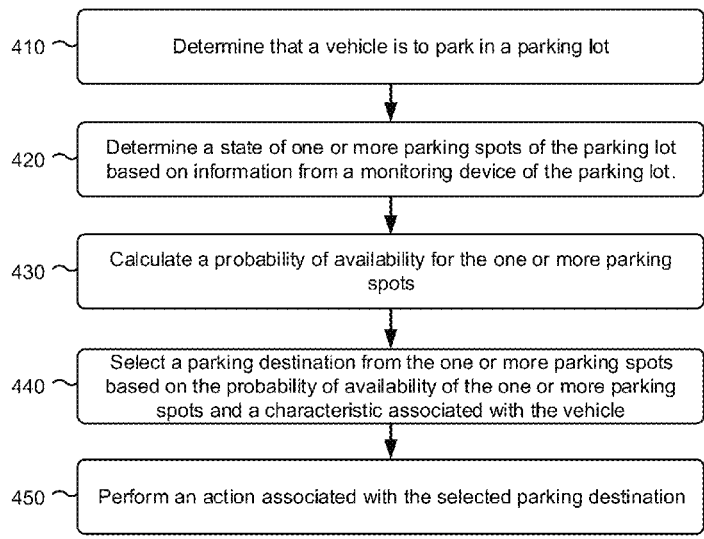 410
Determine that a vehicle is to park in a parking lot
420
Determine a state of one or more parking spots of the parking lot
based on information from a monitoring device of the parking lot.
430
Calculate a probability of availability for the one or more parking
spots
440
Select a parking destination from the one or more parking spots
based on the probability of availability of the one or more parking
spots and a characteristic associated with the vehicle
450
Perform an action associated with the selected parking destination